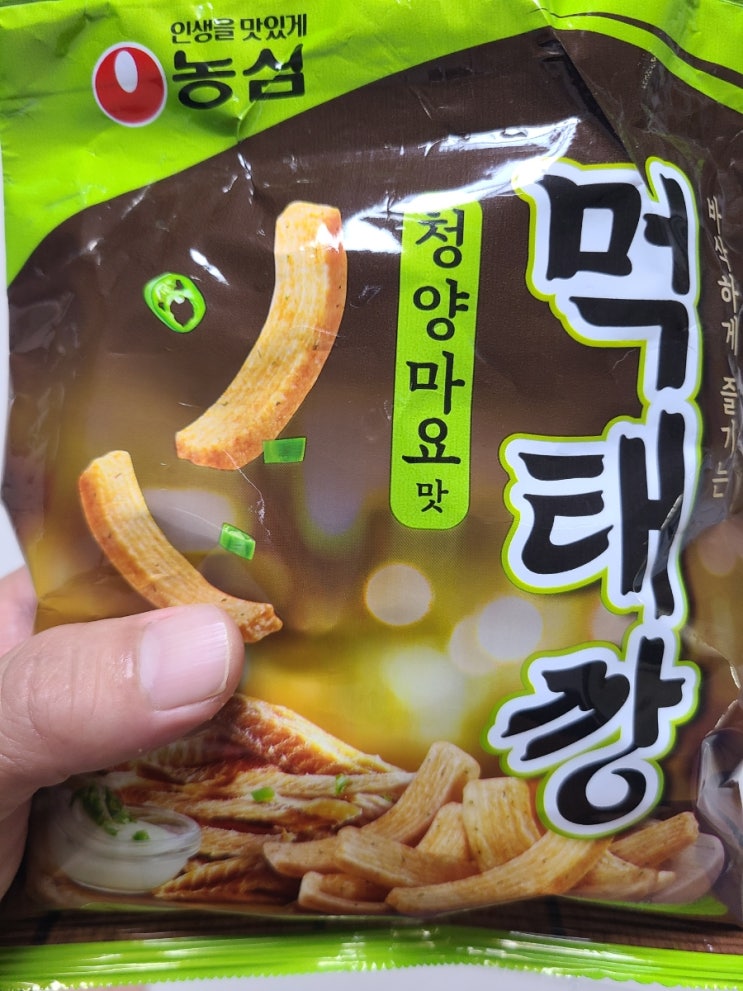 인생을 맛있게
농심
바삭하게 즐기는
먹태깡
청양마요맛